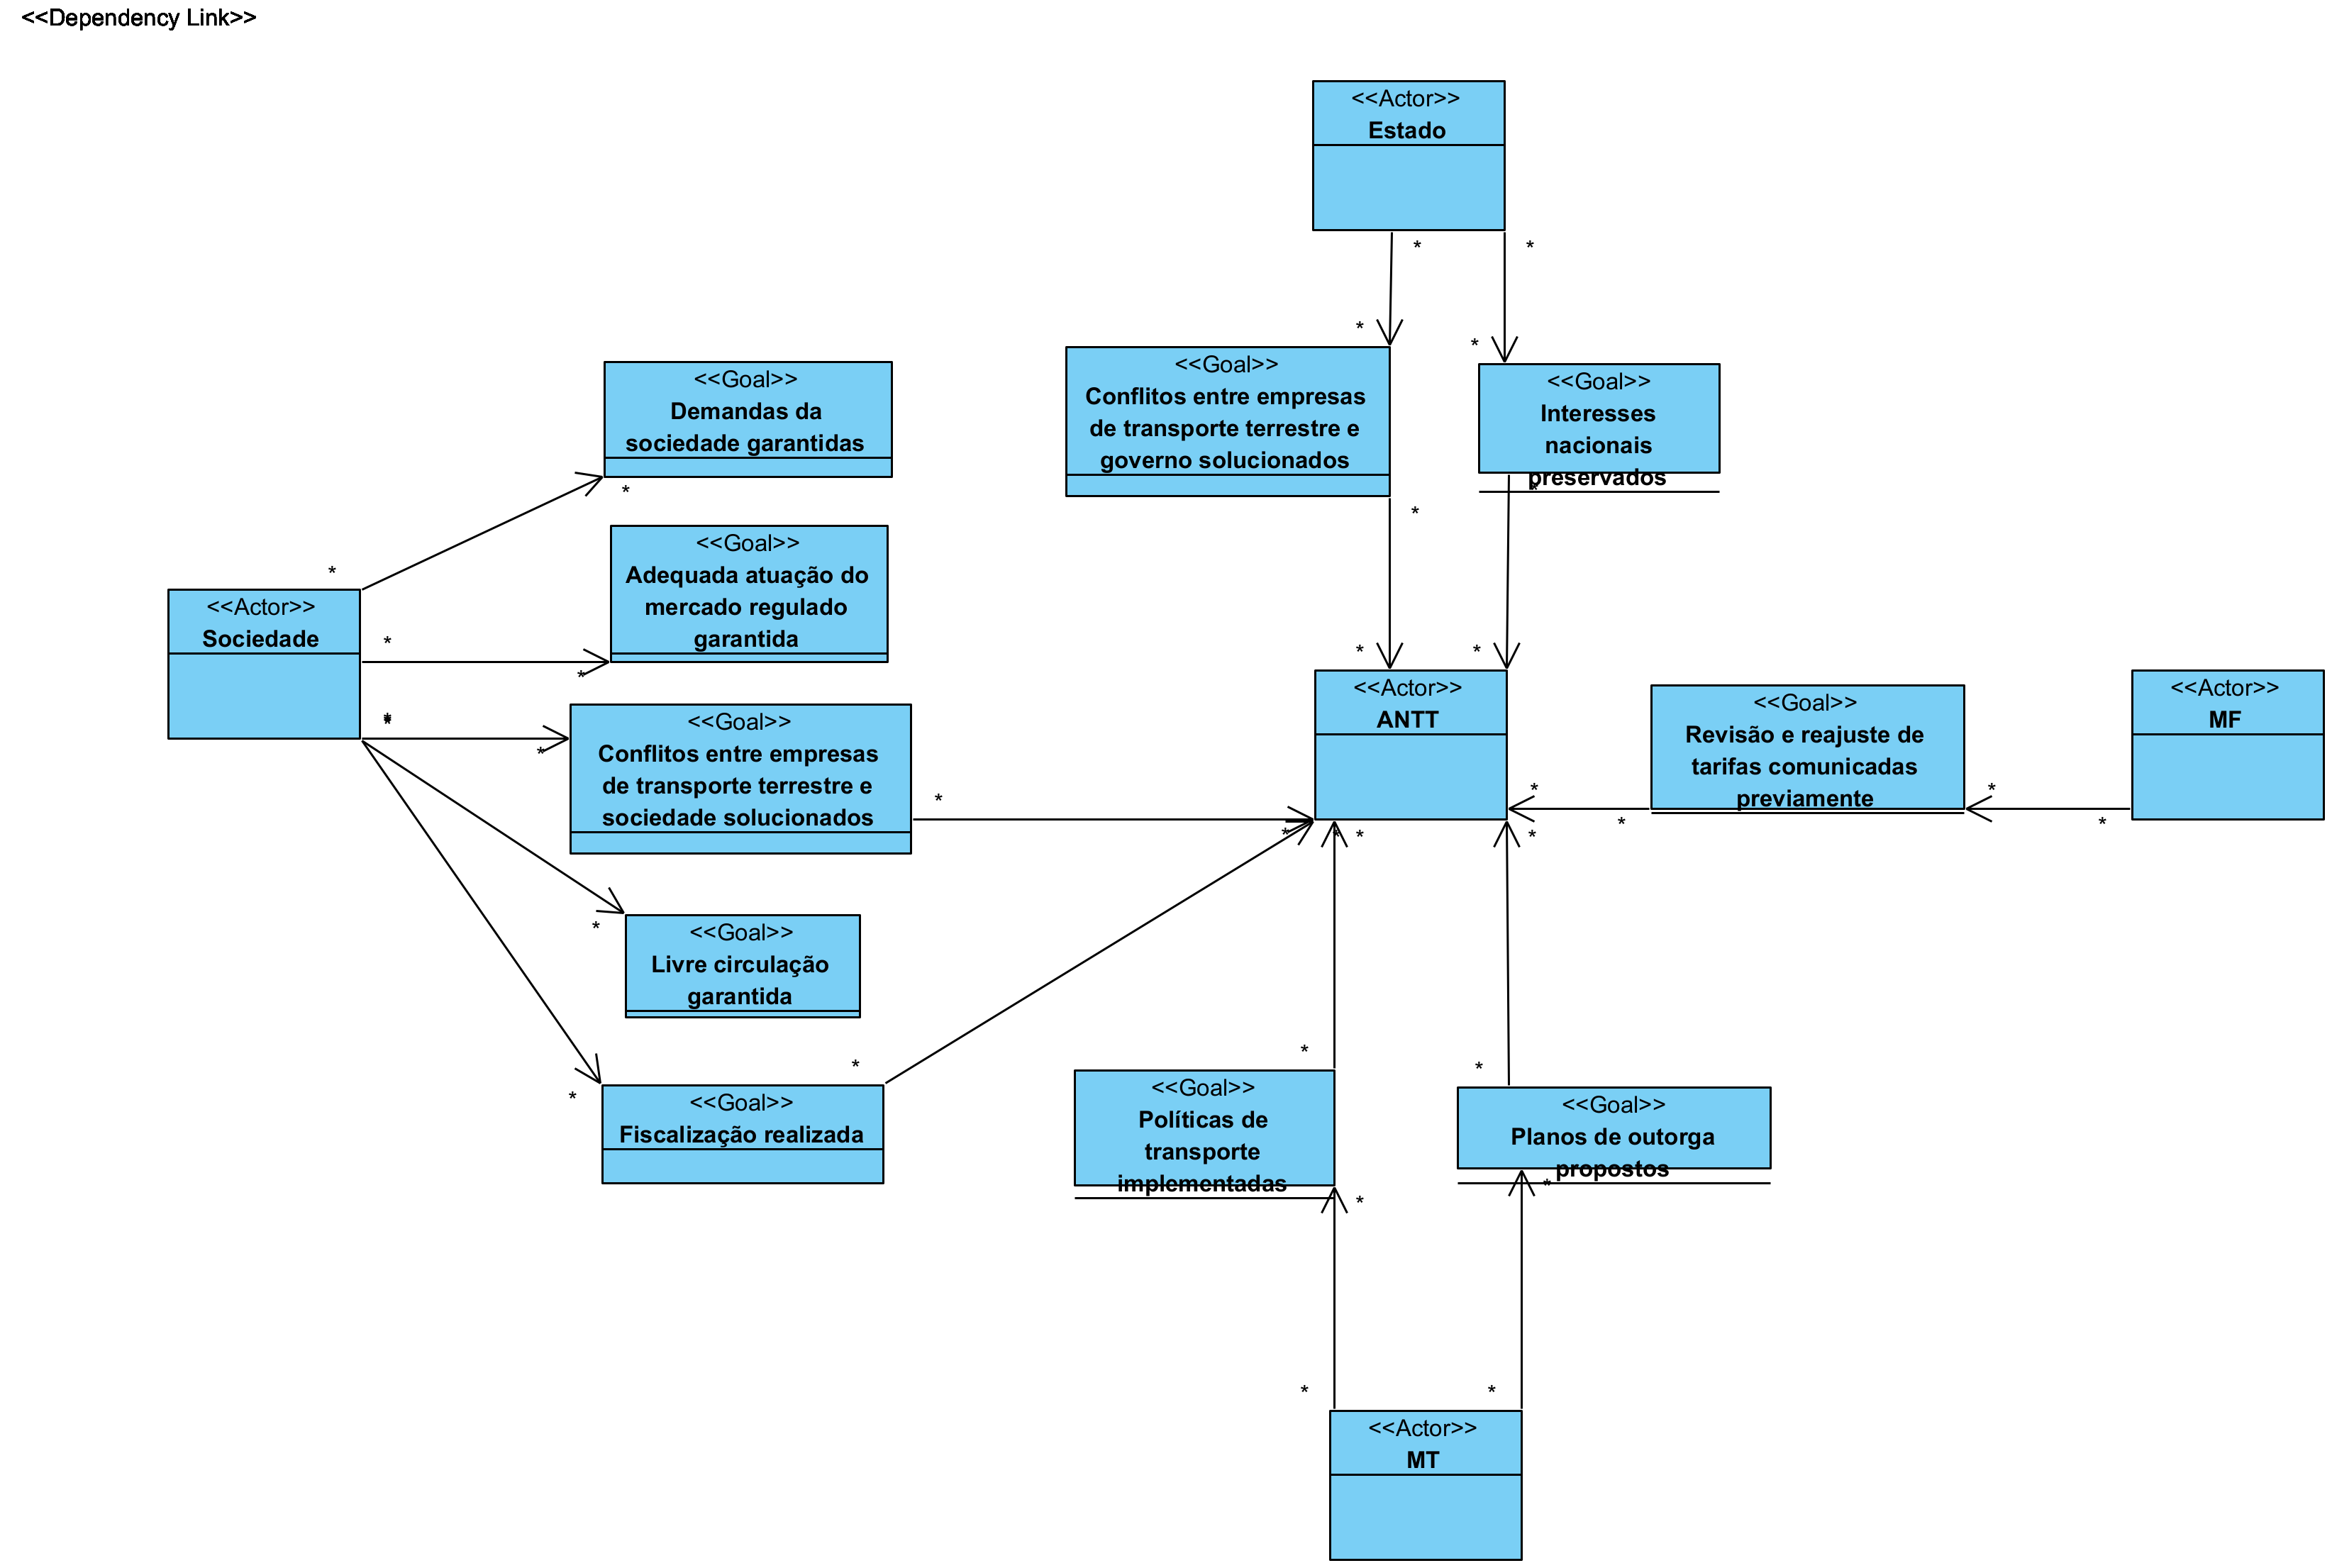 <<Dependency Link>>
<<Actor>>
Estado
*
*
*
*
<<Goal>>
Conflitos entre empresas
de transporte terrestre e
governo solucionados
<<Goal>>
Interesses
nacionais
preservados
*
*
*
*
<<Goal>>
Demandas da
sociedade garantidas
*
*
<<Goal>>
Adequada atuação do
mercado regulado
garantida
<<Actor>>
Sociedade
*
*
*
*
*
<<Goal>>
Conflitos entre empresas
de transporte terrestre e
sociedade solucionados
*
*
*
*
<<Actor>>
ANTT
*
*
<<Goal>>
Revisão e reajuste de
tarifas comunicadas
previamente
*
*
<<Actor>>
MF
*
*
<<Goal>>
Livre circulação
garantida
*
*
<<Goal>>
Fiscalização realizada
*
*
<<Goal>>
Políticas de
transporte
implementadas
<<Goal>>
Planos de outorga
propostos
*
*
*
*
<<Actor>>
MT